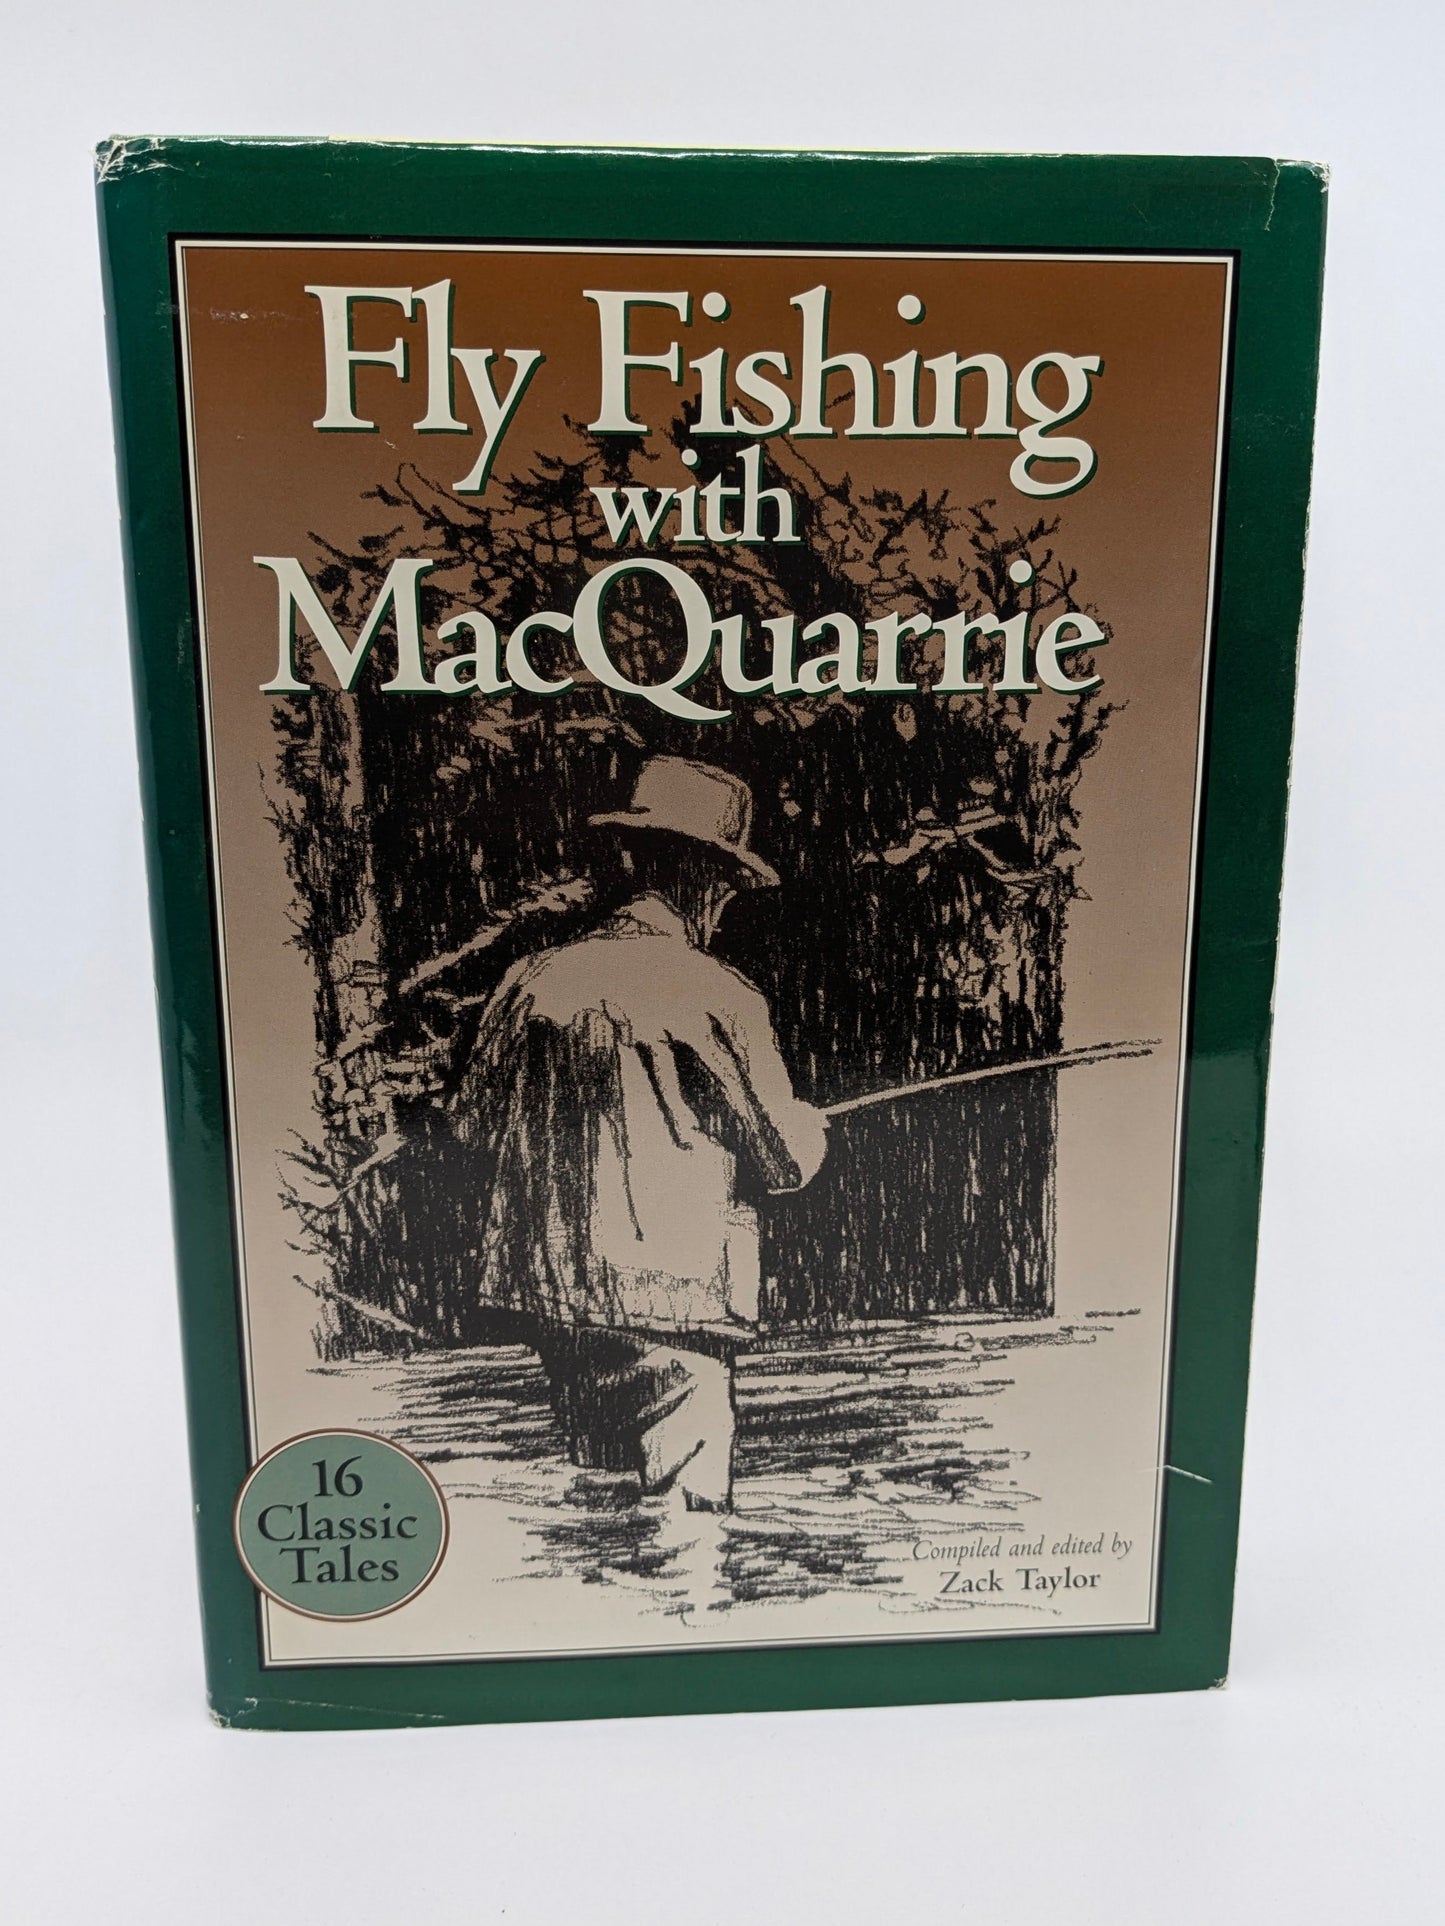 Fly Fishing
with
MacQuarrie
16
Classic
Tales
Compiled and edited by
Zack Taylor